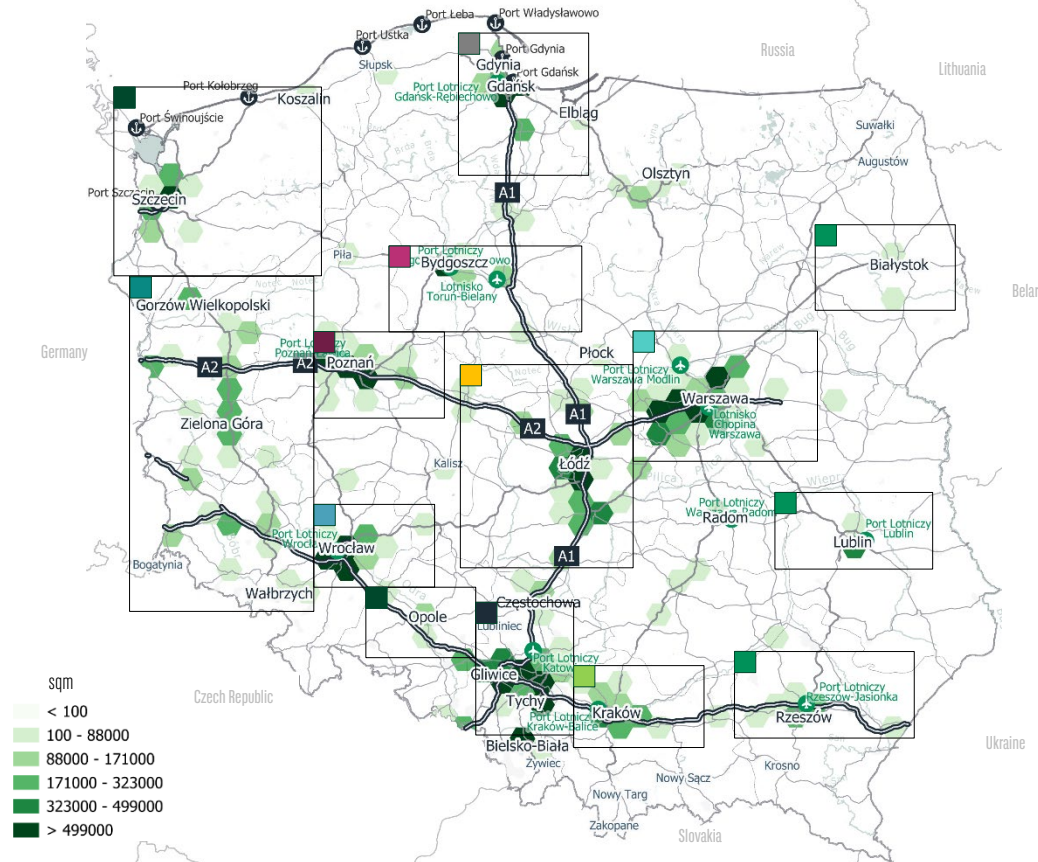 Port Łeba
Port Władysławowo
Port Ustka
Russia
Słupsk
Port Gdynia
Gdynia
Lithuania
Port Lotniczy
Gdańsk-Rębiechowo
Port Gdańsk
Gdańsk
Port Kołobrzeg
Koszalin
Elbląg
Port Świnoujście
Suwałki
Augustów
Olsztyn
Port Szczecin
Szczecin
A1
Piła
Port Lotniczy
Bydgoszcz
Lotnisko
Toruń-Bielany
Białystok
Gorzów Wielkopolski
Germany
Port Lotniczy
Poznań
A2
A2
Płock
Port Lotniczy
Warszawa Modlin
Warszawa
Lotnisko
Chopina
Warszawa
A1
A2
Zielona Góra
Kalisz
Łódź
Pilica
Wieprz
Port Lotniczy
Radom
Port Lotniczy
Lublin
Lublin
Port Lotniczy
Wrocław
A1
Bogatynia
Wałbrzych
Częstochowa
Opole
Lubliniec
Port Lotniczy
Gliwice
Tychy
Port Lotniczy
Kraków-Balice
Kraków
Port Lotniczy
Rzeszów-Jasionka
Rzeszów
Czech Republic
Bielsko-Biała
Żywiec
Ukraine
Krosno
Nowy Sącz
Nowy Targ
Zakopane
Slovakia
sqm
< 100
100 - 88000
88000 - 171000
171000 - 323000
323000 - 499000
> 499000